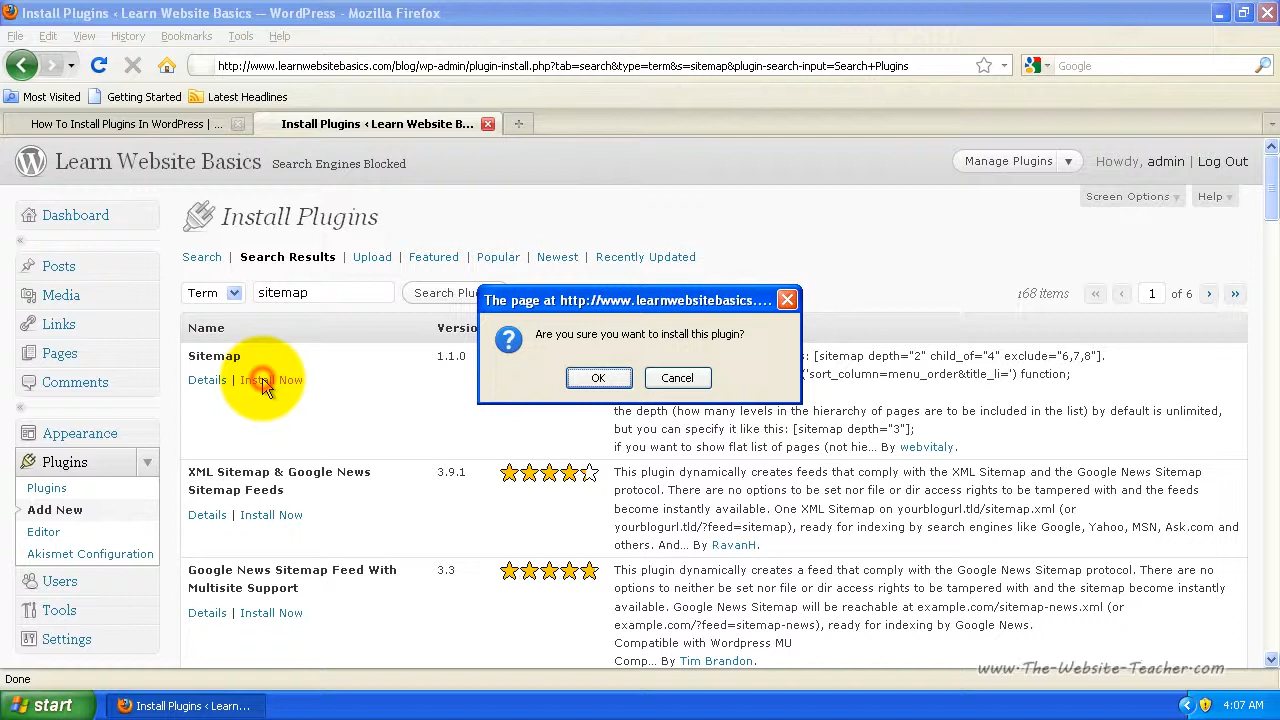 Install Plugins ‹ Learn Website Basics — WordPress - Mozilla Firefox
File Edit View History Bookmarks Tools Help
http://www.learnwebsitebasics.com/blog/wp-admin/plugin-install.php?tab=search&type=term&s=sitemap&plugin-search-input=Search+Plugins
Google
Most Visited Getting Started Latest Headlines
How To Install Plugins In WordPress | ...
Install Plugins ‹ Learn Website B...
Learn Website Basics Search Engines Blocked
Manage Plugins Howdy, admin | Log Out
Screen Options Help
Dashboard
Posts
Media
Links
Pages
Comments
Appearance
Plugins
Plugins
Add New
Editor
Akismet Configuration
Users
Tools
Settings
Install Plugins
Search | Search Results | Upload | Featured | Popular | Newest | Recently Updated
Term sitemap Search Plu
168 items « ‹ 1 of 6 › »
Name Versio
The page at http://www.learnwebsitebasics....
Are you sure you want to install this plugin?
OK Cancel
Sitemap 1.1.0
Details | Install Now
s: [sitemap depth="2" child_of="4" exclude="6,7,8"].
('sort_column=menu_order&title_li=') function;
the depth (how many levels in the hierarchy of pages are to be included in the list) by default is unlimited,
but you can specify it like this: [sitemap depth="3"];
if you want to show flat list of pages (not hie... By webvitaly.
XML Sitemap & Google News
Sitemap Feeds
3.9.1
Details | Install Now
This plugin dynamically creates feeds that comply with the XML Sitemap and the Google News Sitemap
protocol. There are no options to be set nor file or dir access rights to be tampered with and the feeds
become instantly available. One XML Sitemap on yourblogurl.tld/sitemap.xml (or
yourblogurl.tld/?feed=sitemap), ready for indexing by search engines like Google, Yahoo, MSN, Ask.com and
others. And... By RavanH.
Google News Sitemap Feed With
Multisite Support
3.3
Details | Install Now
This plugin dynamically creates a feed that comply with the Google News Sitemap protocol. There are no
options to neither be set nor file or dir access rights to be tampered with and the sitemap become instantly
available. Google News Sitemap will be reachable at example.com/sitemap-news.xml (or
example.com/?feed=sitemap-news), ready for indexing by Google News.
Compatible with Wordpress MU
Comp... By Tim Brandon.
www.The-Website-Teacher.com
Done
start Install Plugins ‹ Learn... 4:07 AM